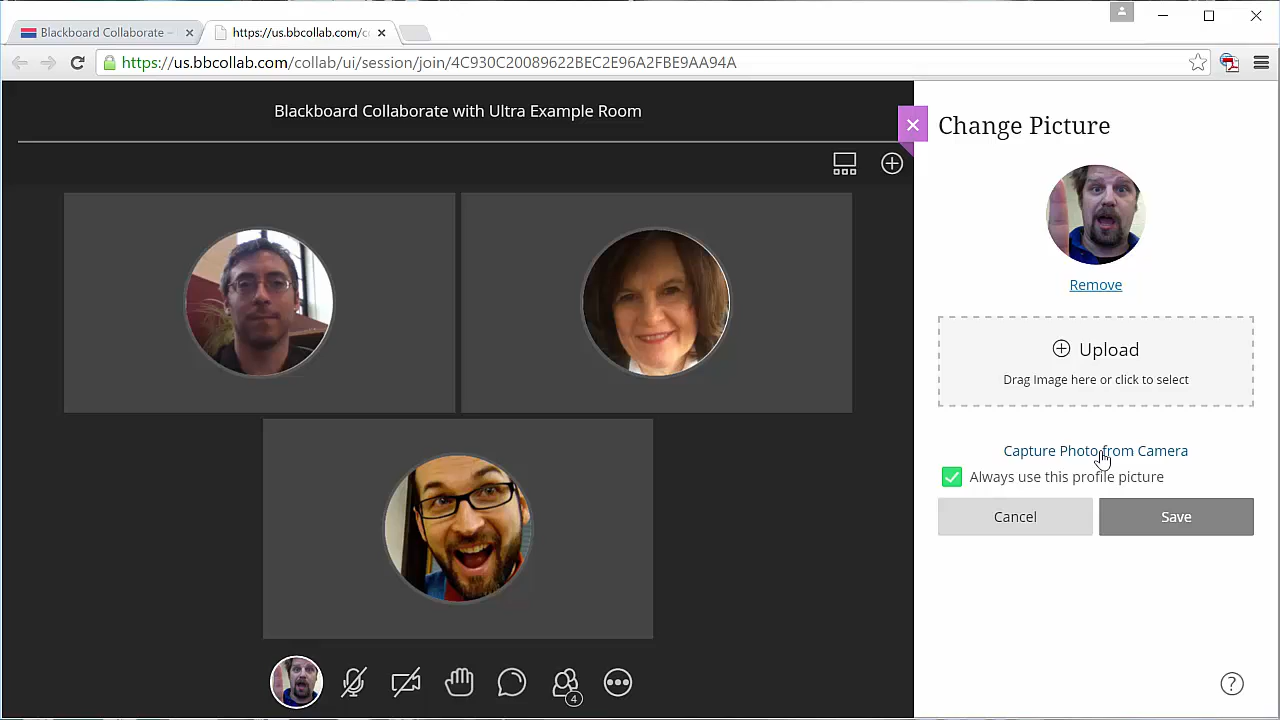 Blackboard Collaborate –
https://us.bbcollab.com/c
https://us.bbcollab.com/collab/ui/session/join/4C930C20089622BEC2E96A2FBE9AA94A
Blackboard Collaborate with Ultra Example Room
Change Picture
Remove
Upload
Drag Image here or click to select
Capture Photo from Camera
Always use this profile picture
Cancel
Save
4
?